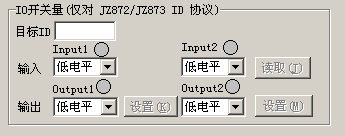 IO开关量(仅对 JZ872/JZ873 ID 协议)
目标ID
Input1 Input2
输入 低电平 低电平 读取(I)
Output1 Output2
输出 低电平 设置(K) 低电平 设置(M)